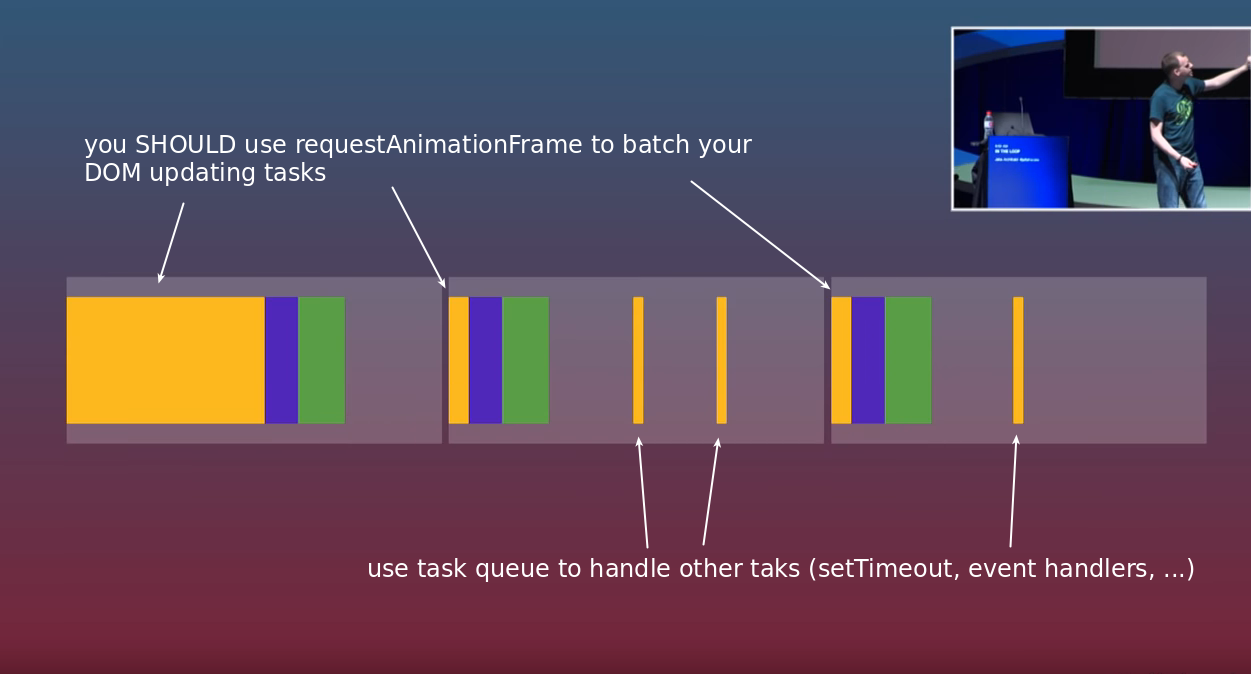 you SHOULD use requestAnimationFrame to batch your
DOM updating tasks
IN THE LOOP
use task queue to handle other taks (setTimeout, event handlers, ...)